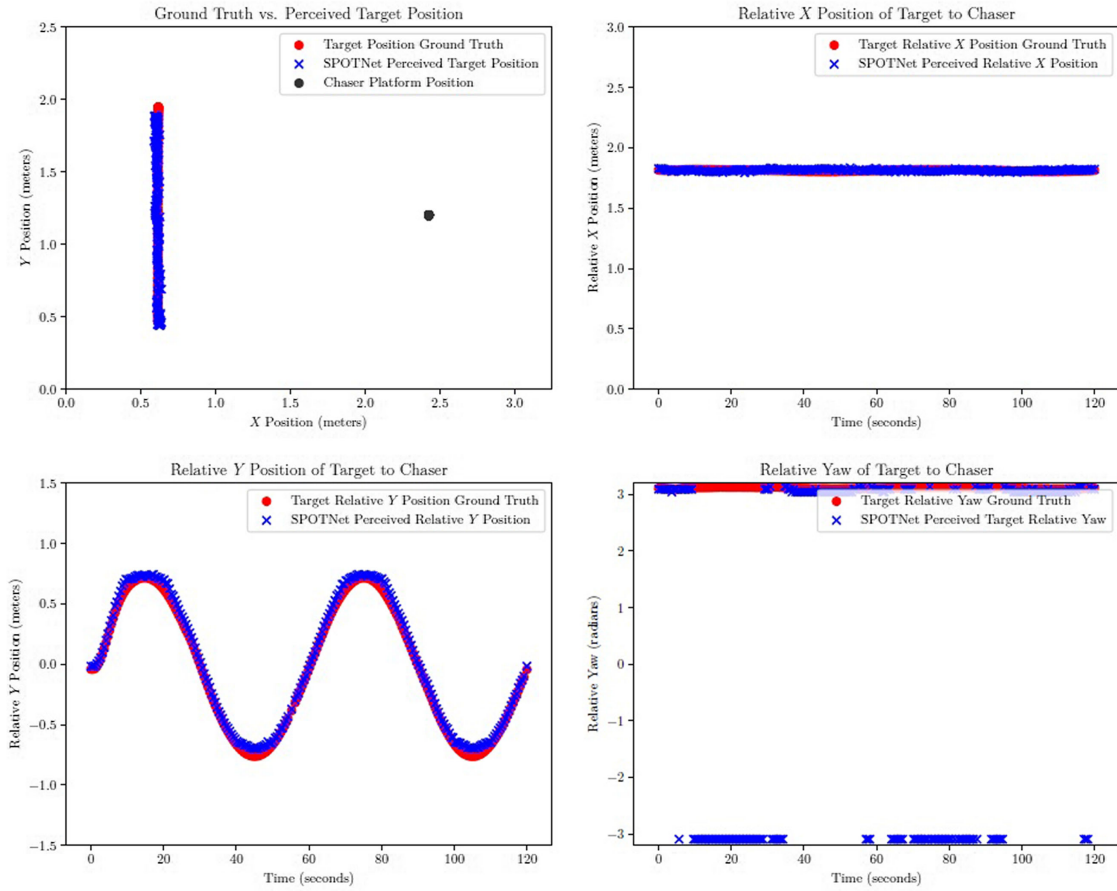 Ground Truth vs. Perceived Target Position
2.5
2.0
1.5
1.0
0.5
0.0
Y Position (meters)
Target Position Ground Truth
SPOTNet Perceived Target Position
Chaser Platform Position
0.0 0.5 1.0 1.5 2.0 2.5 3.0
X Position (meters)
Relative X Position of Target to Chaser
3.0
2.5
2.0
1.5
1.0
0.5
0.0
Relative X Position (meters)
Target Relative X Position Ground Truth
SPOTNet Perceived Relative X Position
0 20 40 60 80 100 120
Time (seconds)
Relative Y Position of Target to Chaser
1.5
1.0
0.5
0.0
−0.5
−1.0
−1.5
Relative Y Position (meters)
Target Relative Y Position Ground Truth
SPOTNet Perceived Relative Y Position
0 20 40 60 80 100 120
Time (seconds)
Relative Yaw of Target to Chaser
3
2
1
0
−1
−2
−3
Relative Yaw (radians)
Target Relative Yaw Ground Truth
SPOTNet Perceived Target Relative Yaw
0 20 40 60 80 100 120
Time (seconds)